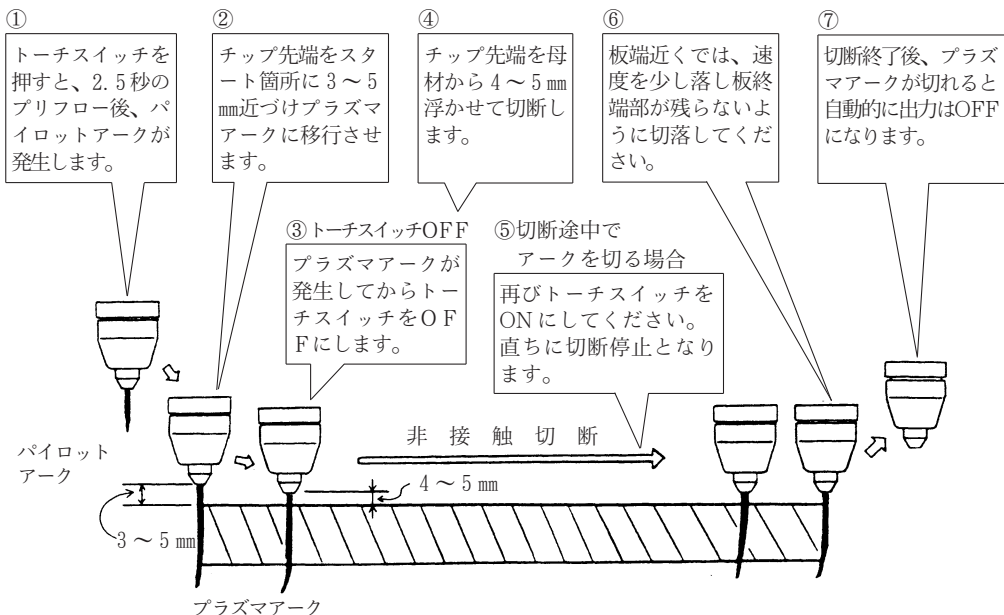 ①
トーチスイッチを
押すと、2.5秒の
プリフロー後、パ
イロットアークが
発生します。
②
チップ先端をスタ
ート箇所に3～5
㎜近づけプラズマ
アークに移行させ
ます。
④
チップ先端を母
材から4～5㎜
浮かせて切断し
ます。
⑥
板端近くでは、速
度を少し落し板終
端部が残らないよ
うに切落してくだ
さい。
⑦
切断終了後、プラズ
マアークが切れると
自動的に出力はOFF
になります。
③トーチスイッチOFF
プラズマアークが
発生してからトー
チスイッチをOF
Fにします。
⑤切断途中で
アークを切る場合
再びトーチスイッチを
ONにしてください。
直ちに切断停止となり
ます。
パイロット
アーク
非接触切断
4～5㎜
3～5㎜
プラズマアーク